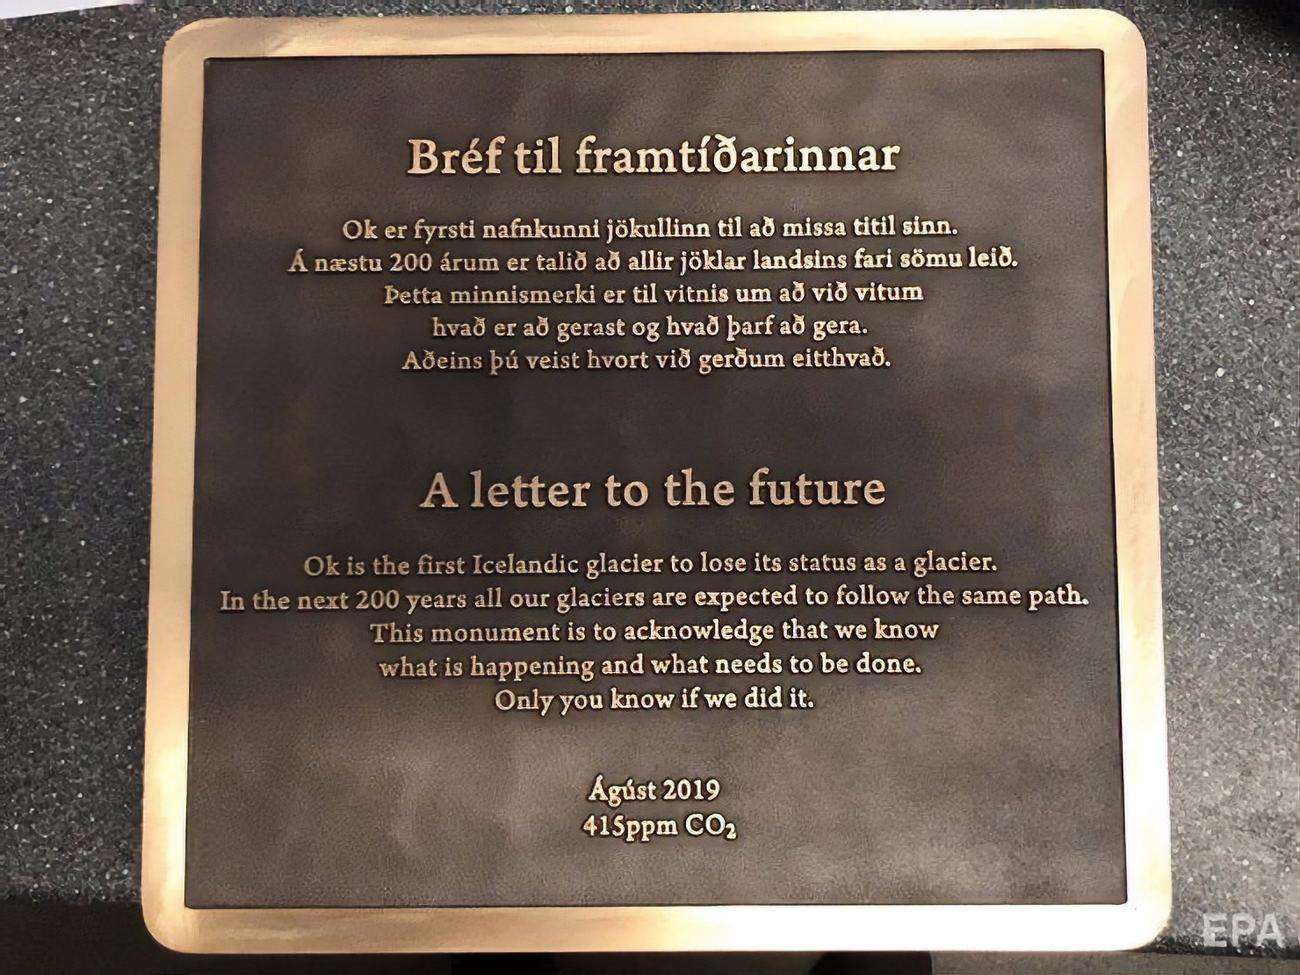 Bréf til framtíðarinnar
Ok er fyrsti nafnkunni jökullinn til að missa titil sinn.
Á næstu 200 árum er talið að allir jöklar landsins fari sömu leið.
Þetta minnismerki er til vitnis um að við vitum
hvað er að gerast og hvað þarf að gera.
Aðeins þú veist hvort við gerðum eitthvað.
A letter to the future
Ok is the first Icelandic glacier to lose its status as a glacier.
In the next 200 years all our glaciers are expected to follow the same path.
This monument is to acknowledge that we know
what is happening and what needs to be done.
Only you know if we did it.
Ágúst 2019
415ppm CO₂
EPA